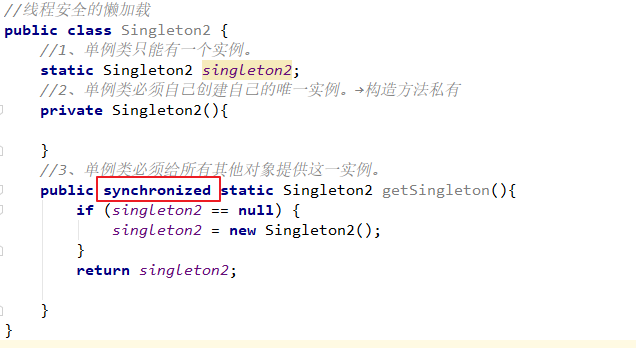 //线程安全的懒加载
public class Singleton2 {
//1、单例类只能有一个实例。
static Singleton2 singleton2;
//2、单例类必须自己创建自己的唯一实例。→构造方法私有
private Singleton2(){
}
//3、单例类必须给所有其他对象提供这一实例。
public synchronized static Singleton2 getSingleton(){
if (singleton2 == null) {
singleton2 = new Singleton2();
}
return singleton2;
}
}